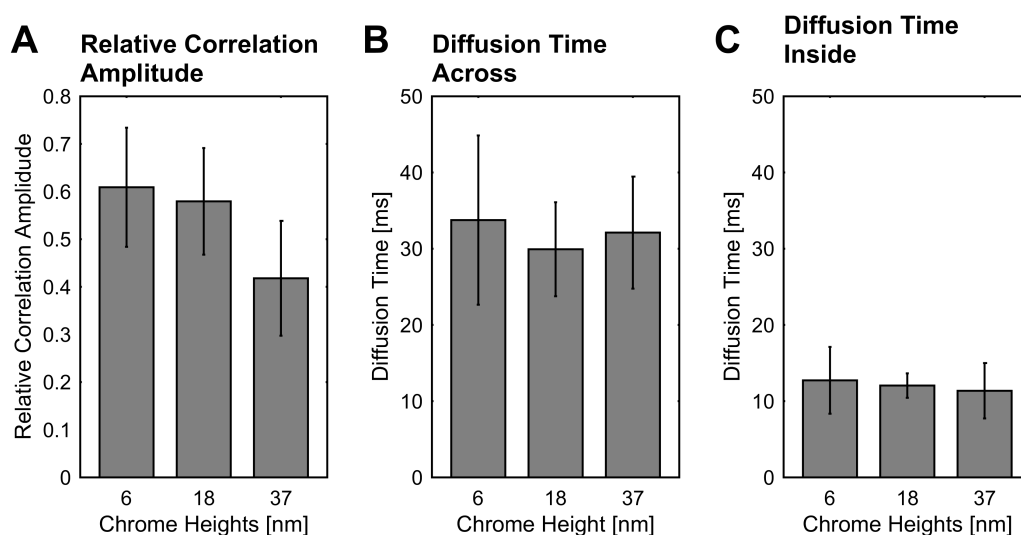 A
Relative Correlation
Amplitude
Relative Correlation Amplidude
0.8
0.7
0.6
0.5
0.4
0.3
0.2
0.1
0
6 18 37
Chrome Heights [nm]
B
Diffusion Time
Across
Diffusion Time [ms]
50
40
30
20
10
0
6 18 37
Chrome Height [nm]
C
Diffusion Time
Inside
Diffusion Time [ms]
50
40
30
20
10
0
6 18 37
Chrome Heights [nm]